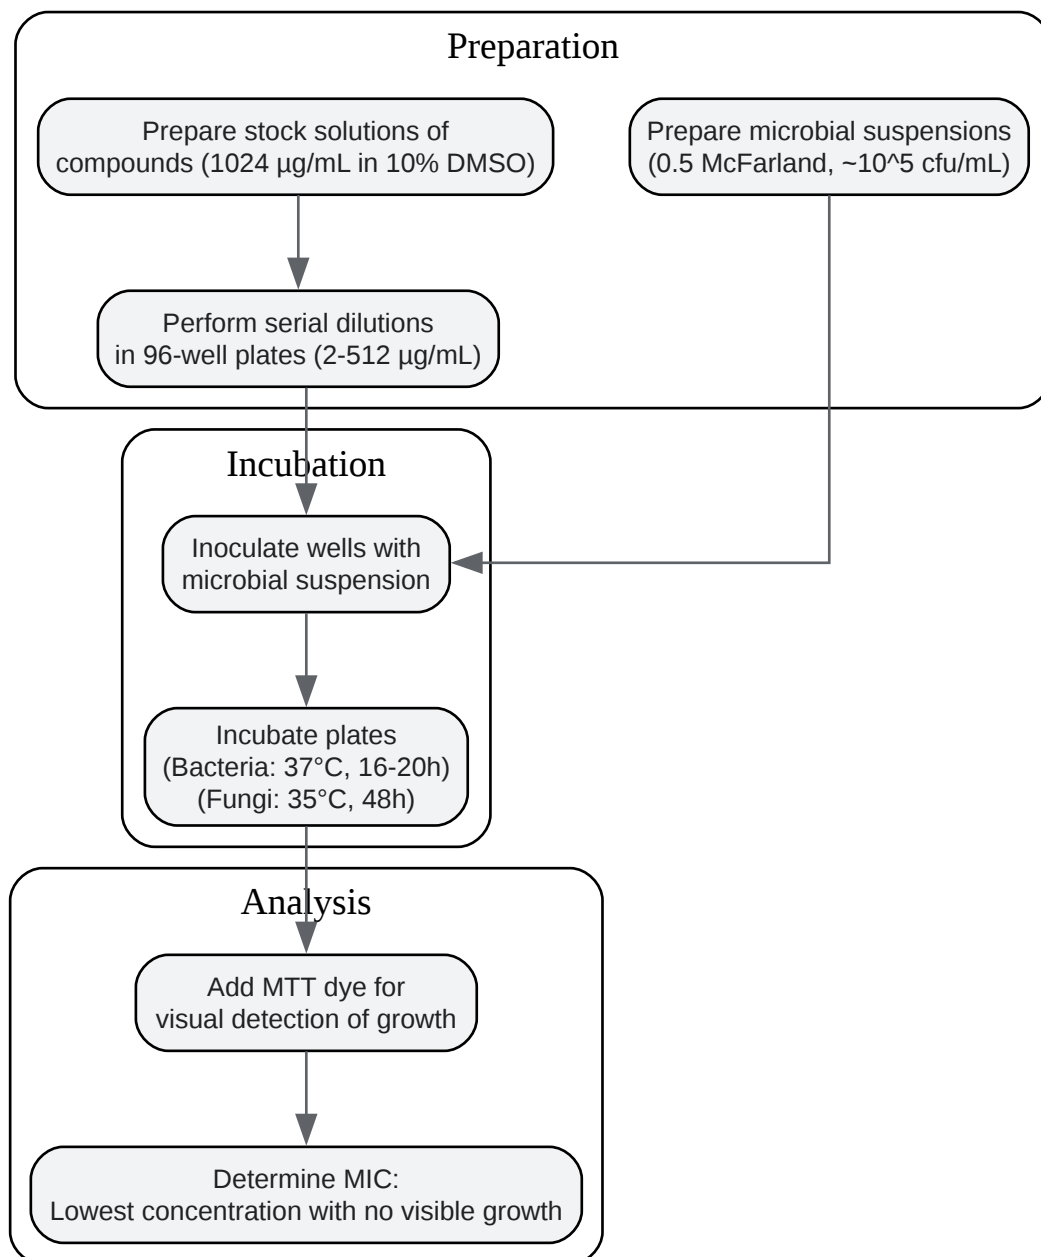 Preparation
Prepare stock solutions of
compounds (1024 µg/mL in 10% DMSO)
Prepare microbial suspensions
(0.5 McFarland, ~10^5 cfu/mL)
Perform serial dilutions
in 96-well plates (2-512 µg/mL)
Incubation
Inoculate wells with
microbial suspension
Incubate plates
(Bacteria: 37°C, 16-20h)
(Fungi: 35°C, 48h)
Analysis
Add MTT dye for
visual detection of growth
Determine MIC:
Lowest concentration with no visible growth